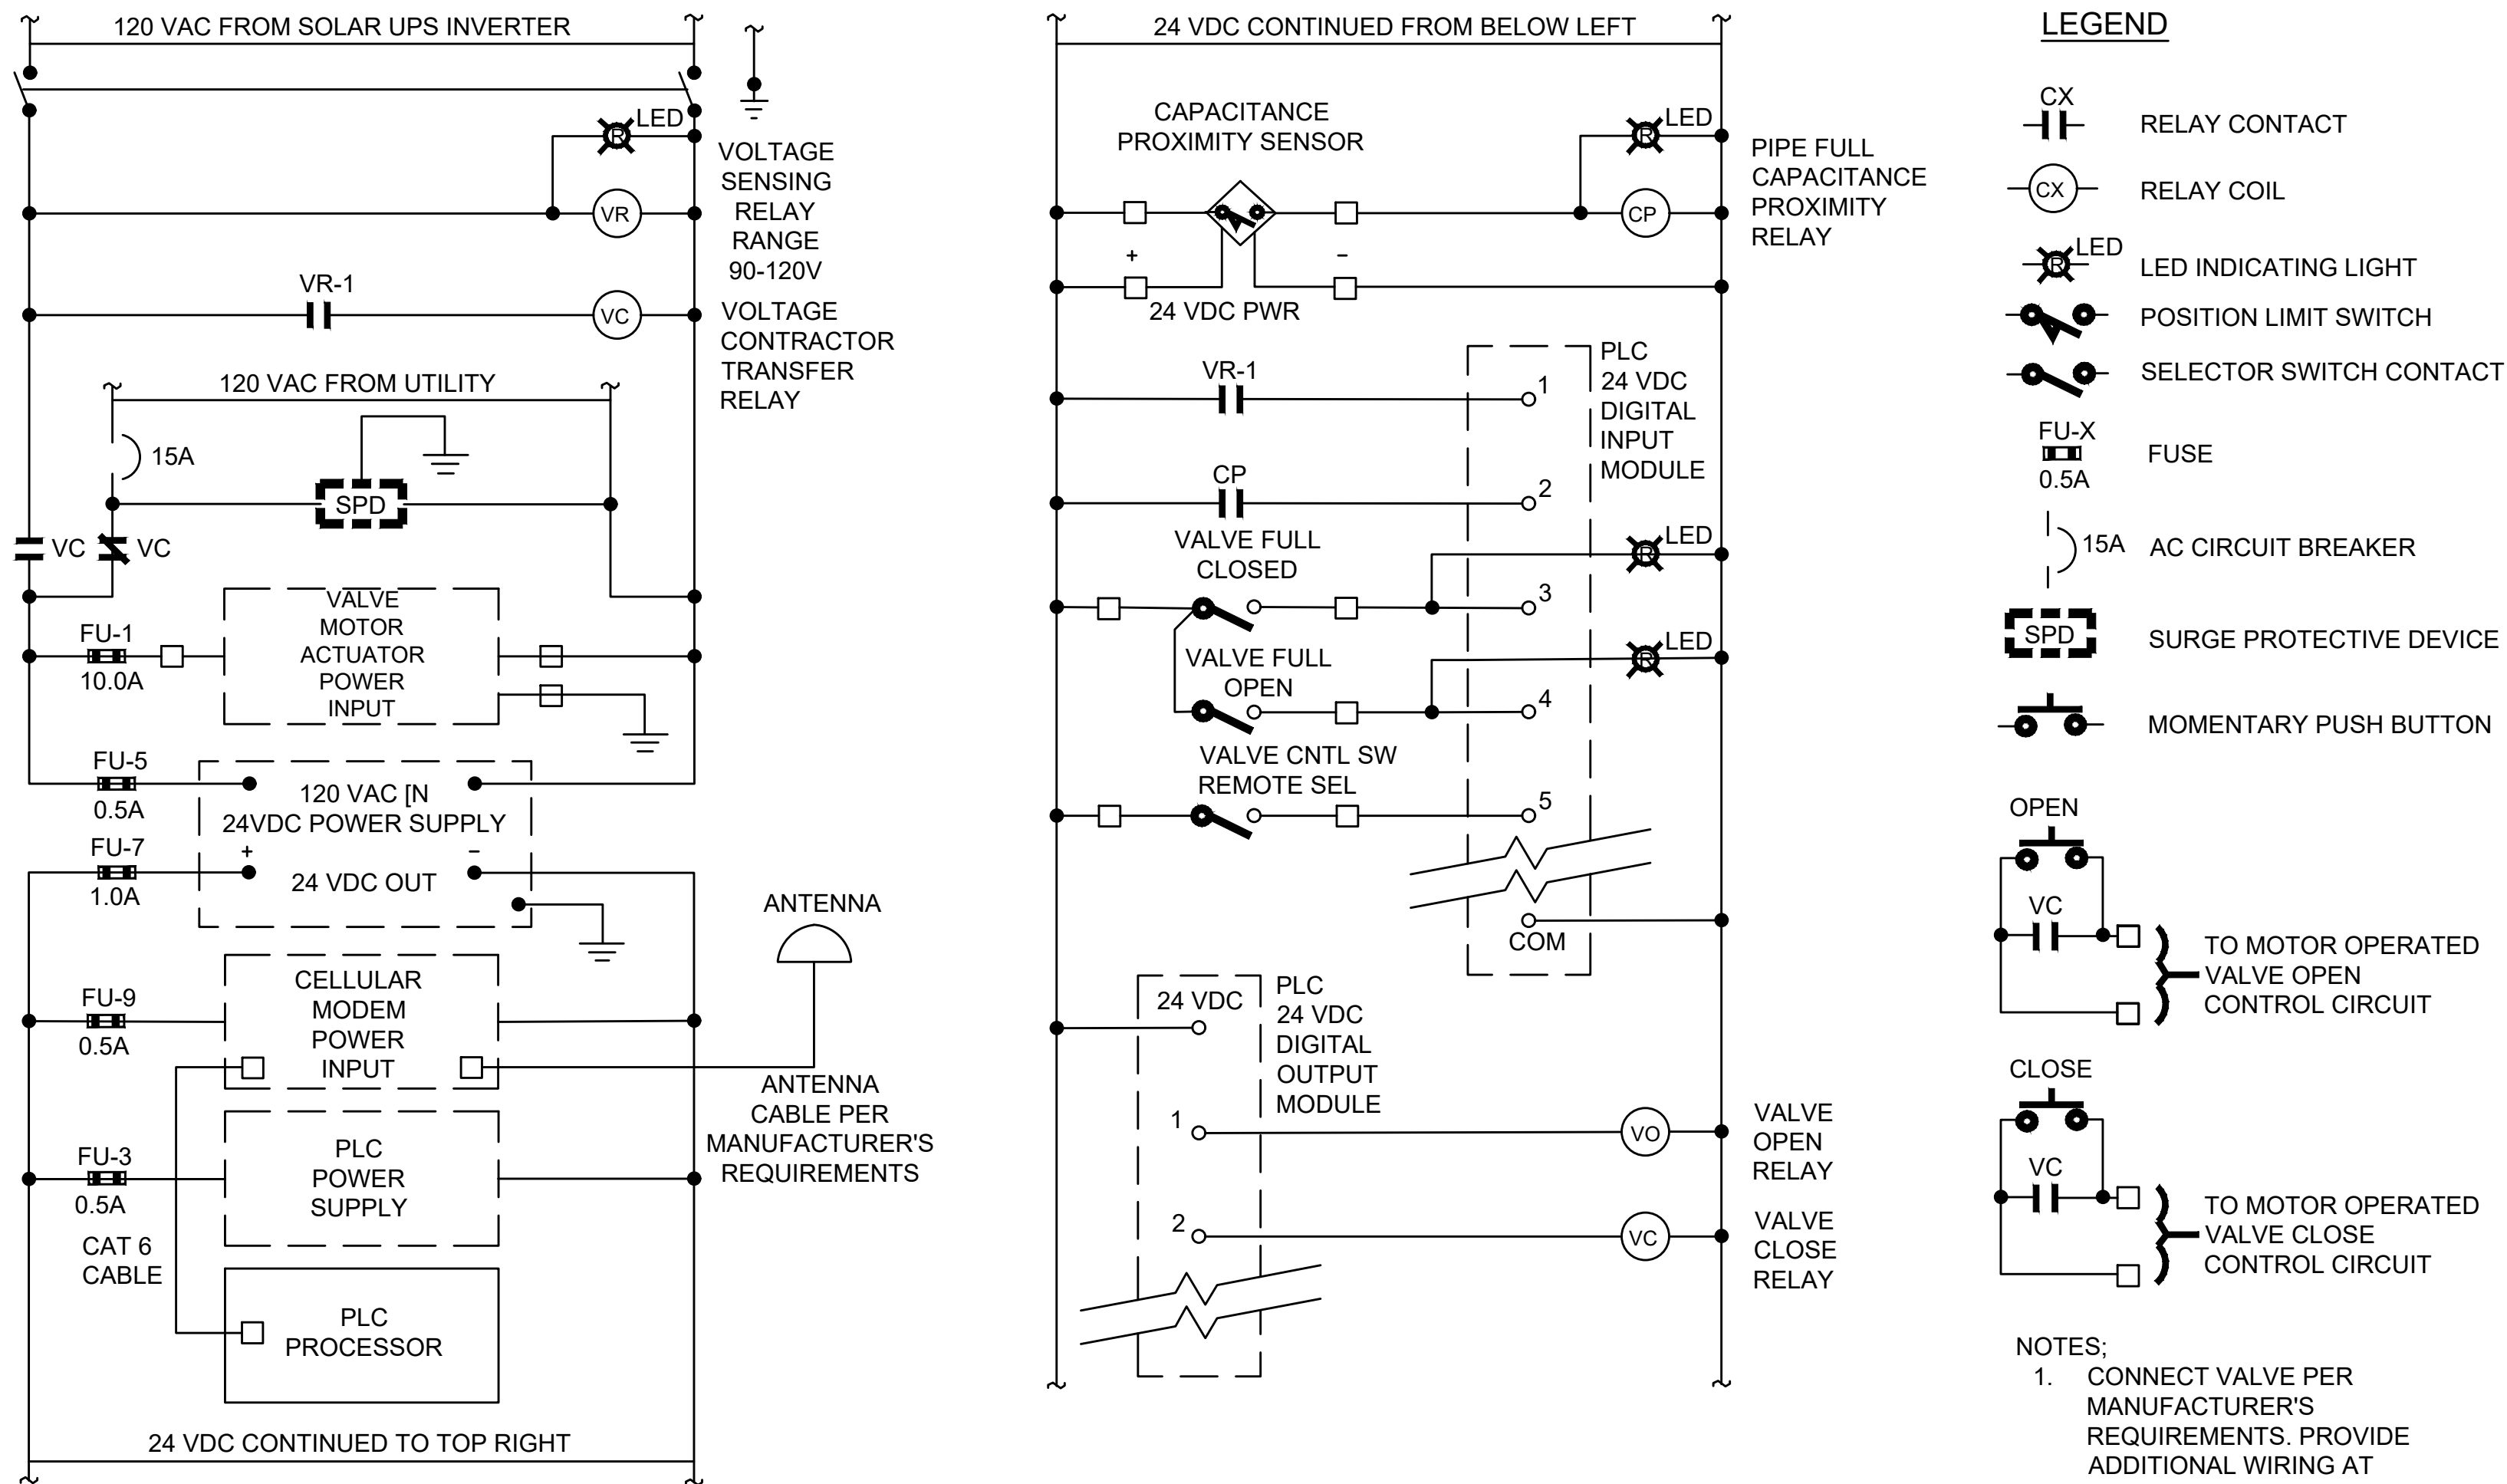 120 VAC FROM SOLAR UPS INVERTER
LED
R
VOLTAGE
SENSING
RELAY
RANGE
90-120V
VR
VR-1
VC
VOLTAGE
CONTRACTOR
TRANSFER
RELAY
120 VAC FROM UTILITY
15A
SPD
VC
VC
VALVE
MOTOR
ACTUATOR
POWER
INPUT
FU-1
10.0A
FU-5
0.5A
120 VAC [N
24VDC POWER SUPPLY
FU-7
1.0A
+
-
24 VDC OUT
ANTENNA
CELLULAR
MODEM
POWER
INPUT
FU-9
0.5A
ANTENNA
CABLE PER
MANUFACTURER'S
REQUIREMENTS
PLC
POWER
SUPPLY
FU-3
0.5A
CAT 6
CABLE
PLC
PROCESSOR
24 VDC CONTINUED TO TOP RIGHT
24 VDC CONTINUED FROM BELOW LEFT
CAPACITANCE
PROXIMITY SENSOR
LED
R
PIPE FULL
CAPACITANCE
PROXIMITY
RELAY
CP
+
-
24 VDC PWR
PLC
24 VDC
DIGITAL
INPUT
MODULE
VR-1
1
CP
2
VALVE FULL
CLOSED
LED
R
3
VALVE FULL
OPEN
LED
R
4
VALVE CNTL SW
REMOTE SEL
5
COM
24 VDC
PLC
24 VDC
DIGITAL
OUTPUT
MODULE
1
VO
VALVE
OPEN
RELAY
2
VC
VALVE
CLOSE
RELAY
LEGEND
CX
RELAY CONTACT
CX
RELAY COIL
LED
R
LED INDICATING LIGHT
POSITION LIMIT SWITCH
SELECTOR SWITCH CONTACT
FU-X
0.5A
FUSE
15A
AC CIRCUIT BREAKER
SPD
SURGE PROTECTIVE DEVICE
MOMENTARY PUSH BUTTON
OPEN
VC
TO MOTOR OPERATED
VALVE OPEN
CONTROL CIRCUIT
CLOSE
VC
TO MOTOR OPERATED
VALVE CLOSE
CONTROL CIRCUIT
NOTES;
1. CONNECT VALVE PER
MANUFACTURER'S
REQUIREMENTS. PROVIDE
ADDITIONAL WIRING AT